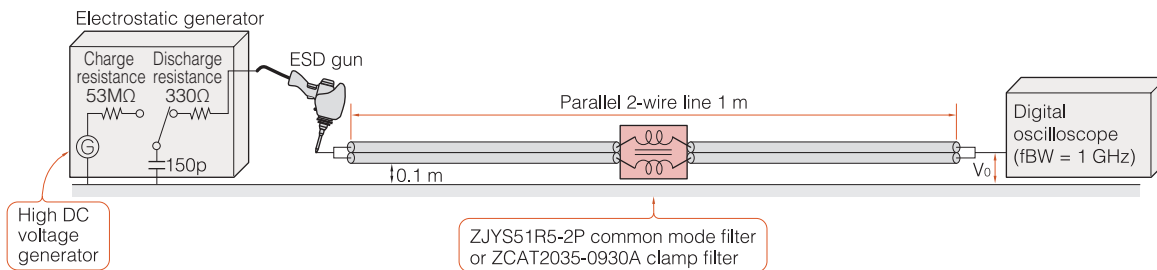 Electrostatic generator
Charge
resistance
53MΩ
Discharge
resistance
330Ω
G
150p
ESD gun
High DC
voltage
generator
Parallel 2-wire line 1 m
0.1 m
ZJYS51R5-2P common mode filter
or ZCAT2035-0930A clamp filter
V0
Digital
oscilloscope
(fBW = 1 GHz)